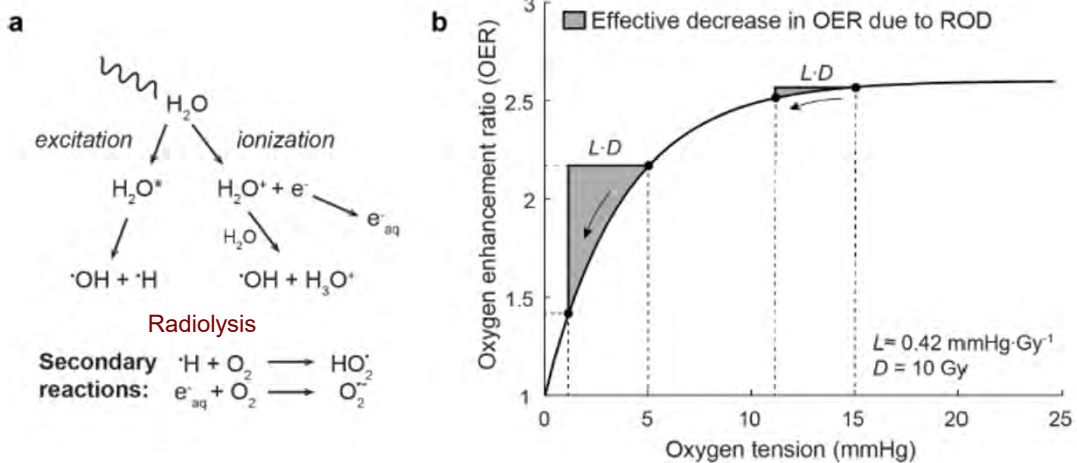 a
H₂O
excitation ionization
H₂O* H₂O⁺ + e⁻
e⁻aq
H₂O
•OH + •H •OH + H₃O⁺
Radiolysis
Secondary •H + O₂ → HO₂•
reactions: e⁻aq + O₂ → O₂•⁻
b
Effective decrease in OER due to ROD
Oxygen enhancement ratio (OER)
3
2.5
2
1.5
1
L·D
L·D
L≈ 0.42 mmHg·Gy⁻¹
D = 10 Gy
0 5 10 15 20 25
Oxygen tension (mmHg)